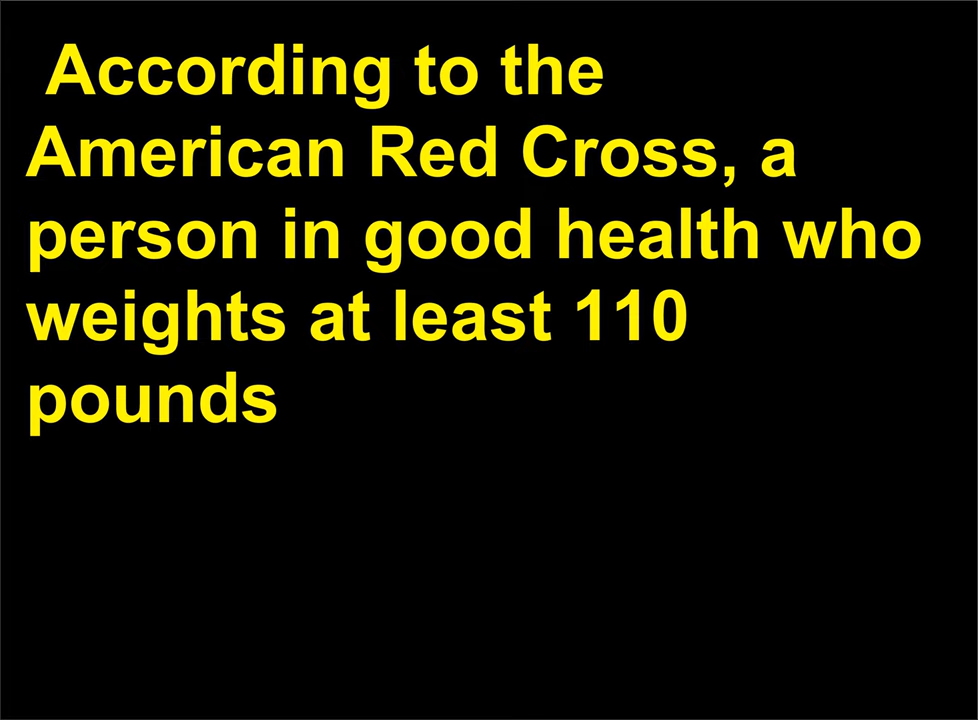 According to the
American Red Cross, a
person in good health who
weights at least 110
pounds